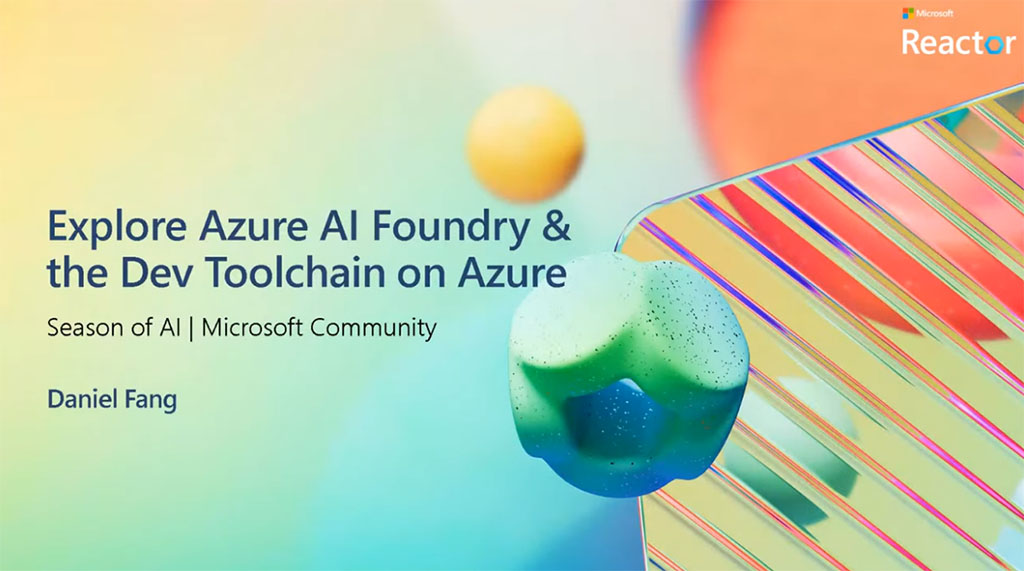 Microsoft
Reactor
Explore Azure AI Foundry &
the Dev Toolchain on Azure
Season of AI | Microsoft Community
Daniel Fang